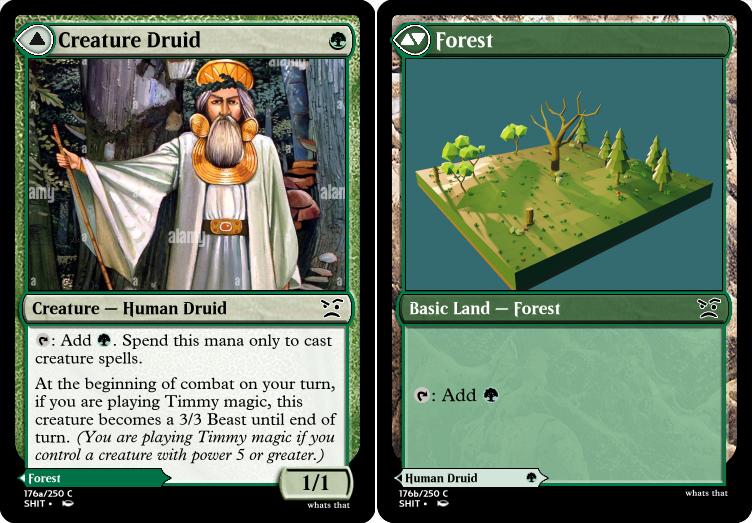 Creature Druid
alamy
alamy
alamy
a
a
a
a
Creature — Human Druid
: Add . Spend this mana only to cast
creature spells.
At the beginning of combat on your turn,
if you are playing Timmy magic, this
creature becomes a 3/3 Beast until end of
turn. (You are playing Timmy magic if you
control a creature with power 5 or greater.)
Forest
1/1
176a/250 C
SHIT •
whats that
Forest
Basic Land — Forest
: Add
Human Druid
176b/250 C
SHIT •
whats that